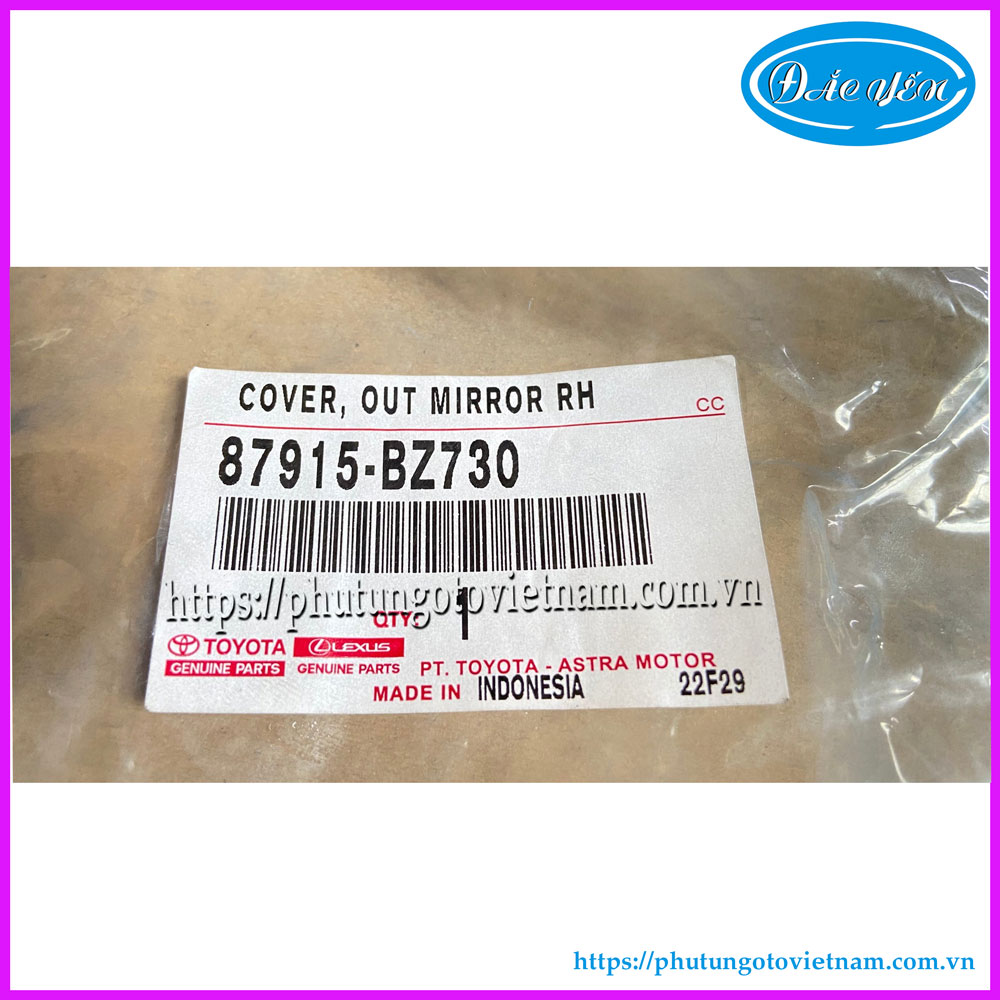 ĐẮC YẾN
COVER, OUT MIRROR RH
CC
87915-BZ730
https://phutungotovietnam.com.vn
QTY: 1
TOYOTA LEXUS
GENUINE PARTS GENUINE PARTS PT. TOYOTA - ASTRA MOTOR
MADE IN INDONESIA 22F29
https://phutungotovietnam.com.vn